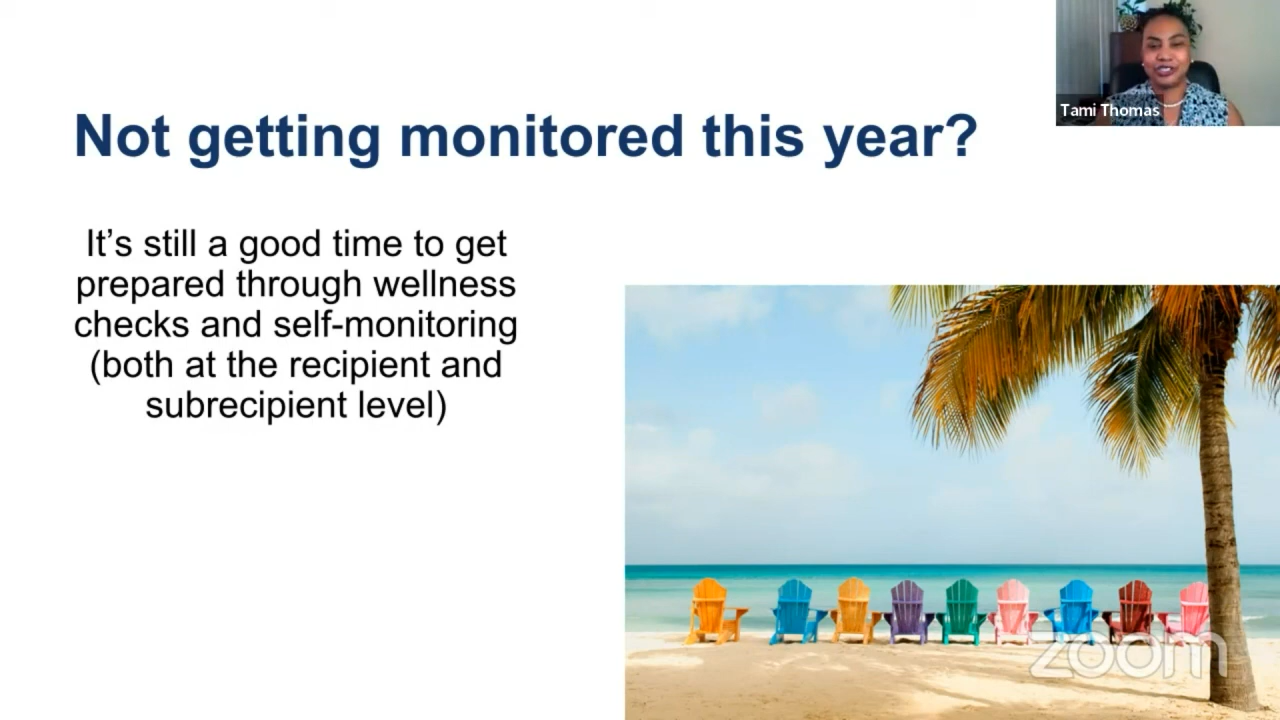 Tami Thomas
Not getting monitored this year?
It’s still a good time to get
prepared through wellness
checks and self-monitoring
(both at the recipient and
subrecipient level)
zoom